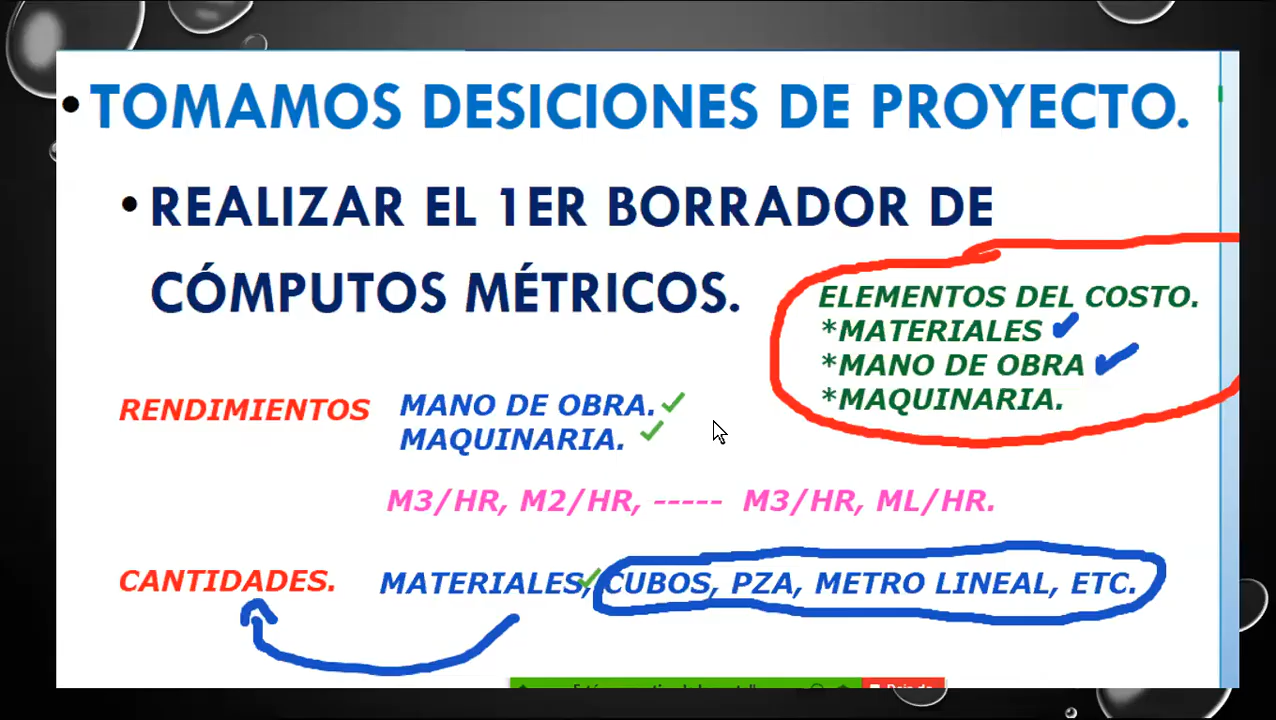 • TOMAMOS DESICIONES DE PROYECTO.
• REALIZAR EL 1ER BORRADOR DE
CÓMPUTOS MÉTRICOS.
ELEMENTOS DEL COSTO.
*MATERIALES ✔
*MANO DE OBRA ✔
*MAQUINARIA.
RENDIMIENTOS MANO DE OBRA. ✓
MAQUINARIA. ✓
M3/HR, M2/HR, ----- M3/HR, ML/HR.
CANTIDADES. MATERIALES, CUBOS, PZA, METRO LINEAL, ETC.